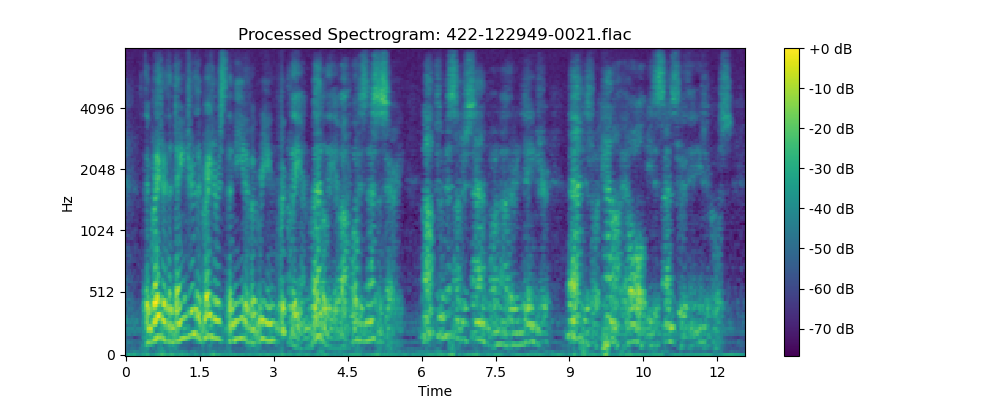 Processed Spectrogram: 422-122949-0021.flac
+0 dB
4096
-10 dB
-20 dB
2048
-30 dB
Hz
1024
-40 dB
-50 dB
512
-60 dB
-70 dB
0
0 1.5 3 4.5 6 7.5 9 10 12
Time